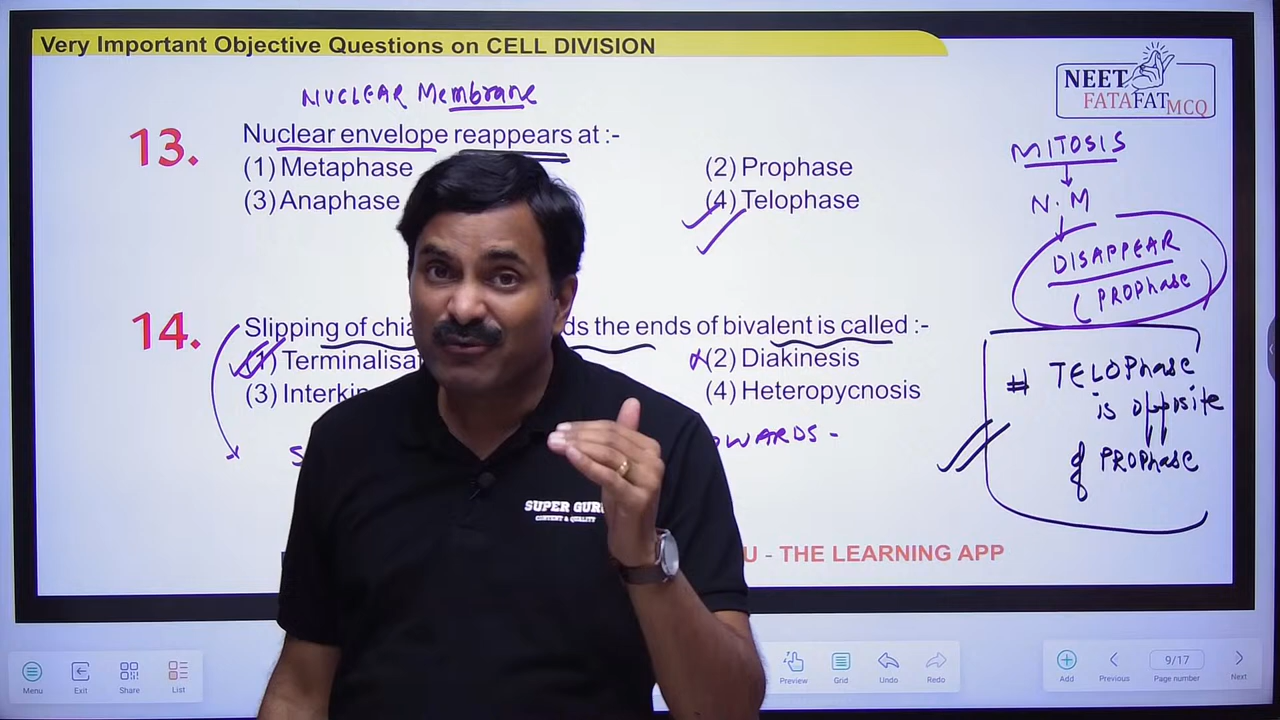 Very Important Objective Questions on CELL DIVISION
NEET
FATAFAT
MCQ
NUCLEAR Membrane
13. Nuclear envelope reappears at :-
(1) Metaphase (2) Prophase
(3) Anaphase (4) Telophase
MITOSIS
N.M
DISAPPEAR
(PROPhase)
14. Slipping of chia ds the ends of bivalent is called :-
(1) Terminalisa (2) Diakinesis
(3) Interkin (4) Heteropycnosis
S OWARDS -
# TELOPhase
is opposite
of PROPhase
SUPER GURU
U - THE LEARNING APP
Menu Exit Share List Preview Grid Undo Redo Add Previous 9/17 Page number Next